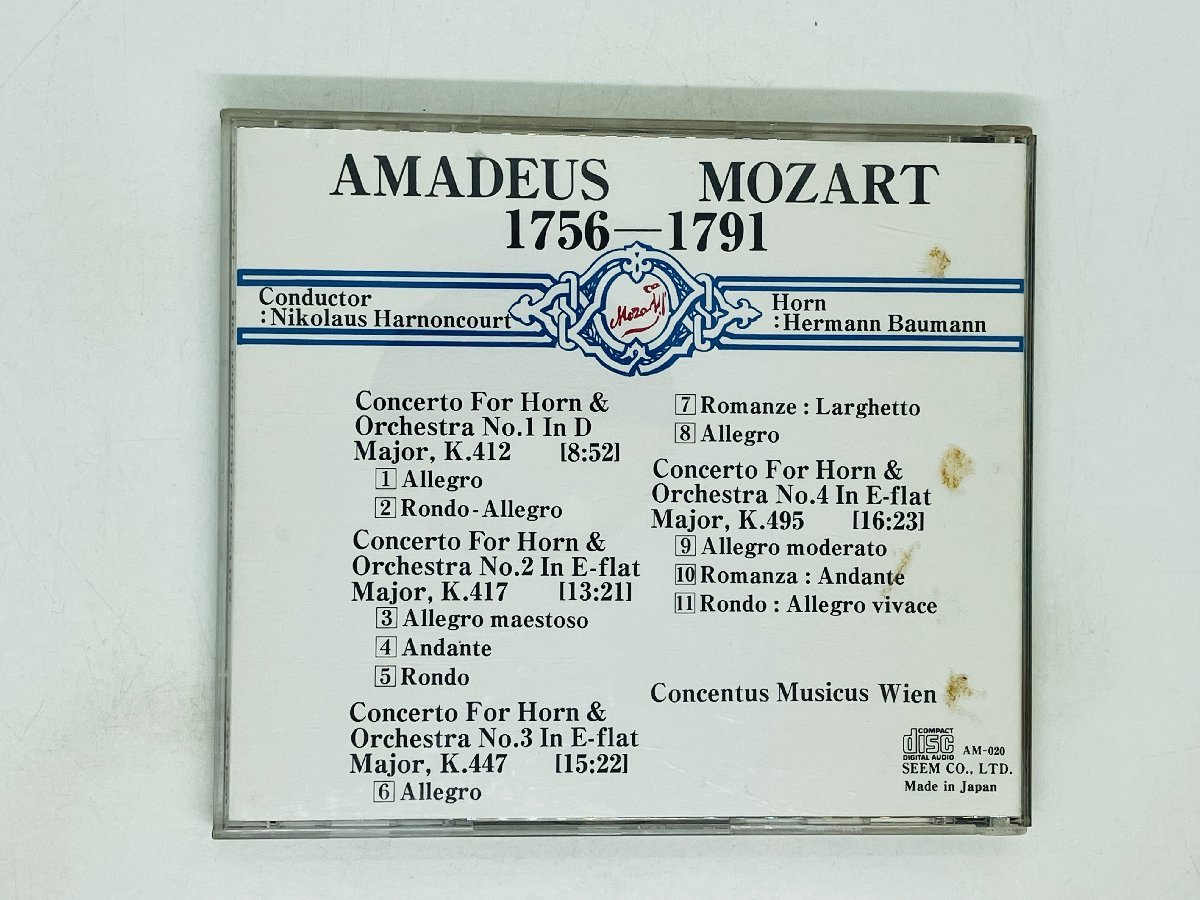 AMADEUS MOZART
1756—1791
Conductor
:Nikolaus Harnoncourt
Mozart
Horn
:Hermann Baumann
Concerto For Horn &
Orchestra No.1 In D
Major, K.412 [8:52]
1 Allegro
2 Rondo-Allegro
Concerto For Horn &
Orchestra No.2 In E-flat
Major, K.417 [13:21]
3 Allegro maestoso
4 Andante
5 Rondo
Concerto For Horn &
Orchestra No.3 In E-flat
Major, K.447 [15:22]
6 Allegro
7 Romanze : Larghetto
8 Allegro
Concerto For Horn &
Orchestra No.4 In E-flat
Major, K.495 [16:23]
9 Allegro moderato
10 Romanza : Andante
11 Rondo : Allegro vivace
Concentus Musicus Wien
COMPACT
disc
DIGITAL AUDIO
AM-020
SEEM CO., LTD.
Made in Japan